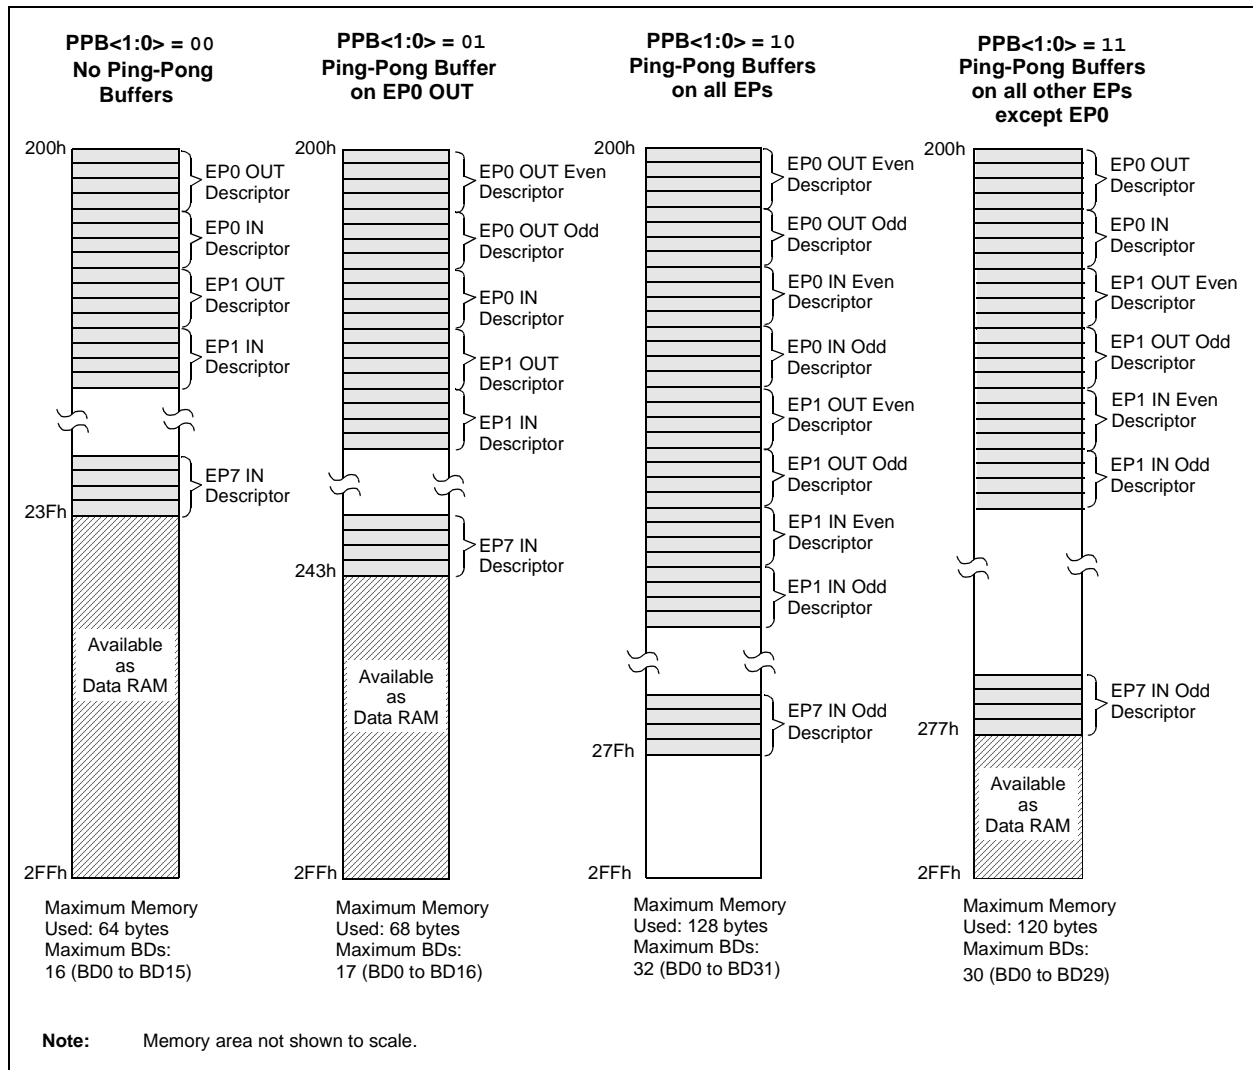 PPB<1:0> = 00
No Ping-Pong
Buffers
200h
EP0 OUT
Descriptor
EP0 IN
Descriptor
EP1 OUT
Descriptor
EP1 IN
Descriptor
EP7 IN
Descriptor
23Fh
Available
as
Data RAM
2FFh
Maximum Memory
Used: 64 bytes
Maximum BDs:
16 (BD0 to BD15)
PPB<1:0> = 01
Ping-Pong Buffer
on EP0 OUT
200h
EP0 OUT Even
Descriptor
EP0 OUT Odd
Descriptor
EP0 IN
Descriptor
EP1 OUT
Descriptor
EP1 IN
Descriptor
EP7 IN
Descriptor
243h
Available
as
Data RAM
2FFh
Maximum Memory
Used: 68 bytes
Maximum BDs:
17 (BD0 to BD16)
PPB<1:0> = 10
Ping-Pong Buffers
on all EPs
200h
EP0 OUT Even
Descriptor
EP0 OUT Odd
Descriptor
EP0 IN Even
Descriptor
EP0 IN Odd
Descriptor
EP1 OUT Even
Descriptor
EP1 OUT Odd
Descriptor
EP1 IN Even
Descriptor
EP1 IN Odd
Descriptor
EP7 IN Odd
Descriptor
27Fh
2FFh
Maximum Memory
Used: 128 bytes
Maximum BDs:
32 (BD0 to BD31)
PPB<1:0> = 11
Ping-Pong Buffers
on all other EPs
except EP0
200h
EP0 OUT
Descriptor
EP0 IN
Descriptor
EP1 OUT Even
Descriptor
EP1 OUT Odd
Descriptor
EP1 IN Even
Descriptor
EP1 IN Odd
Descriptor
EP7 IN Odd
Descriptor
277h
Available
as
Data RAM
2FFh
Maximum Memory
Used: 120 bytes
Maximum BDs:
30 (BD0 to BD29)
Note: Memory area not shown to scale.